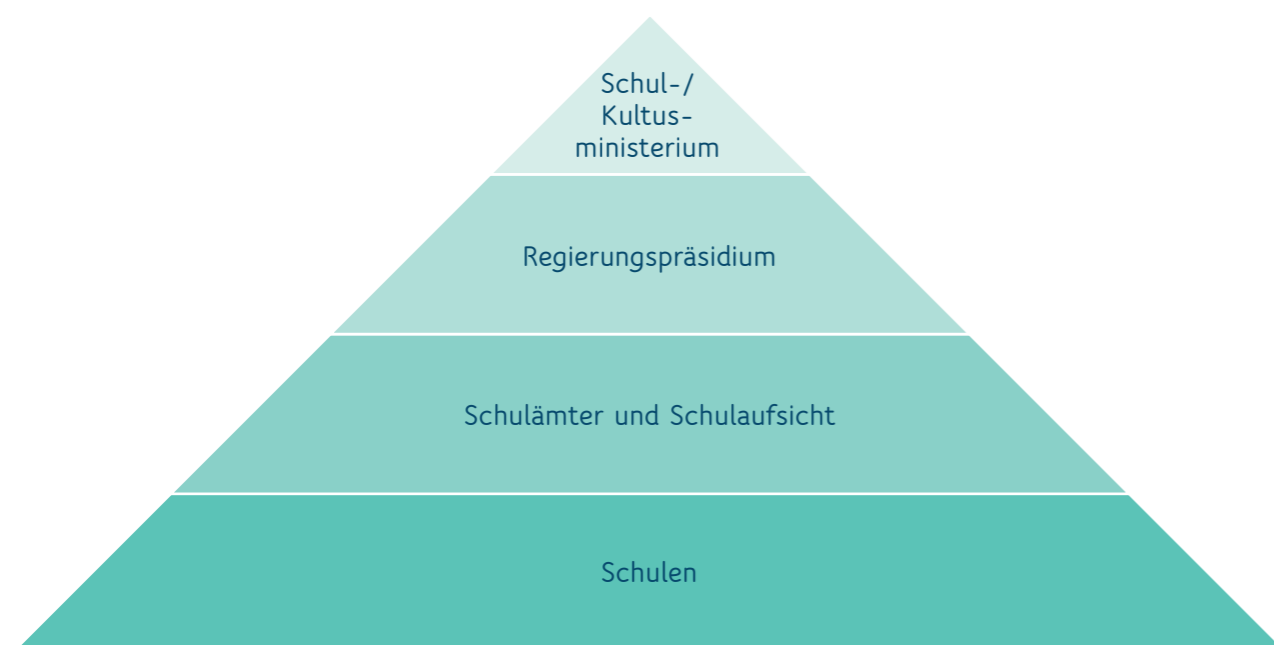 Schul-/
Kultus-
ministerium
Regierungspräsidium
Schulämter und Schulaufsicht
Schulen